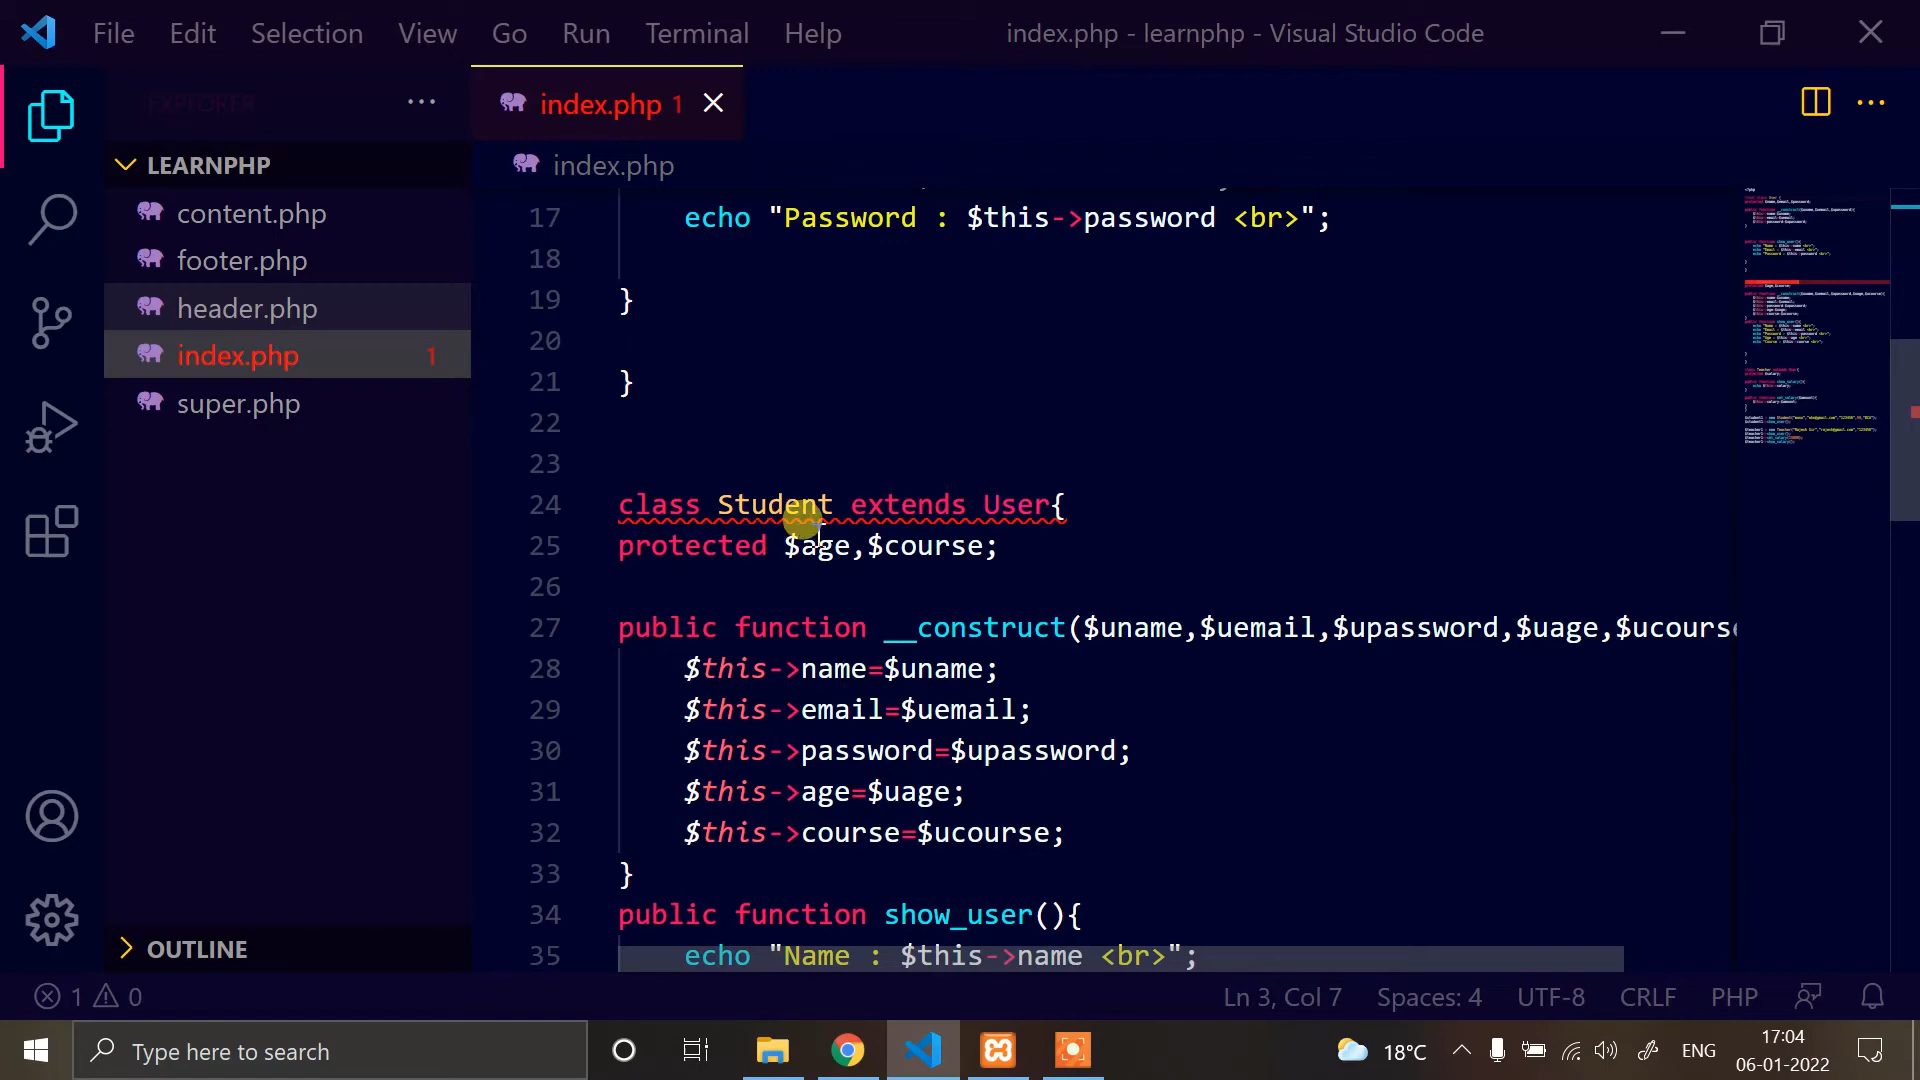 File Edit Selection View Go Run Terminal Help index.php - learnphp - Visual Studio Code
EXPLORER
index.php 1
LEARNPHP
index.php
content.php
footer.php
header.php
index.php 1
super.php
OUTLINE
17 echo "Password : $this->password <br>";
18
19 }
20
21 }
22
23
24 class Student extends User{
25 protected $age,$course;
26
27 public function __construct($uname,$uemail,$upassword,$uage,$ucourse
28 $this->name=$uname;
29 $this->email=$uemail;
30 $this->password=$upassword;
31 $this->age=$uage;
32 $this->course=$ucourse;
33 }
34 public function show_user(){
35 echo "Name : $this->name <br>";
1 0 Ln 3, Col 7 Spaces: 4 UTF-8 CRLF PHP
Type here to search 18°C ENG 17:04
06-01-2022